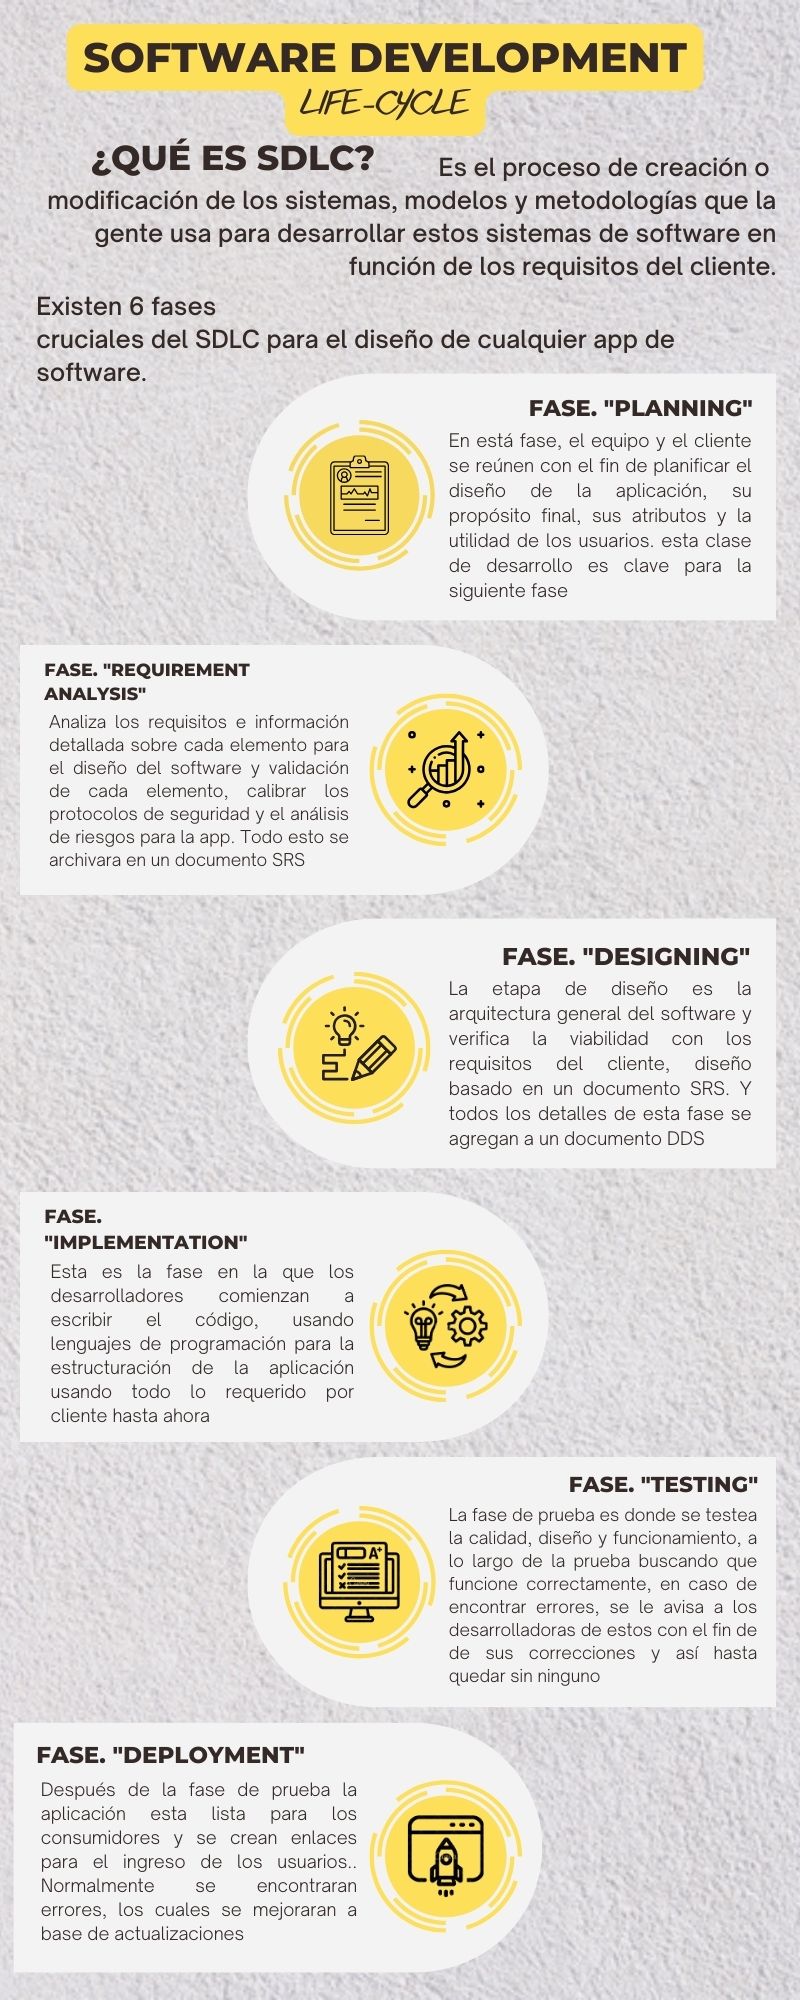 SOFTWARE DEVELOPMENT
LIFE-CYCLE
¿QUÉ ES SDLC?
Es el proceso de creación o
modificación de los sistemas, modelos y metodologías que la
gente usa para desarrollar estos sistemas de software en
función de los requisitos del cliente.
Existen 6 fases
cruciales del SDLC para el diseño de cualquier app de
software.
FASE. "PLANNING"
En está fase, el equipo y el cliente
se reúnen con el fin de planificar el
diseño de la aplicación, su
propósito final, sus atributos y la
utilidad de los usuarios. esta clase
de desarrollo es clave para la
siguiente fase
FASE. "REQUIREMENT
ANALYSIS"
Analiza los requisitos e información
detallada sobre cada elemento para
el diseño del software y validación
de cada elemento, calibrar los
protocolos de seguridad y el análisis
de riesgos para la app. Todo esto se
archivara en un documento SRS
FASE. "DESIGNING"
La etapa de diseño es la
arquitectura general del software y
verifica la viabilidad con los
requisitos del cliente, diseño
basado en un documento SRS. Y
todos los detalles de esta fase se
agregan a un documento DDS
FASE.
"IMPLEMENTATION"
Esta es la fase en la que los
desarrolladores comienzan a
escribir el código, usando
lenguajes de programación para la
estructuración de la aplicación
usando todo lo requerido por
cliente hasta ahora
FASE. "TESTING"
La fase de prueba es donde se testea
la calidad, diseño y funcionamiento, a
lo largo de la prueba buscando que
funcione correctamente, en caso de
encontrar errores, se le avisa a los
desarrolladoras de estos con el fin de
de sus correcciones y así hasta
quedar sin ninguno
A+
FASE. "DEPLOYMENT"
Después de la fase de prueba la
aplicación esta lista para los
consumidores y se crean enlaces
para el ingreso de los usuarios..
Normalmente se encontraran
errores, los cuales se mejoraran a
base de actualizaciones